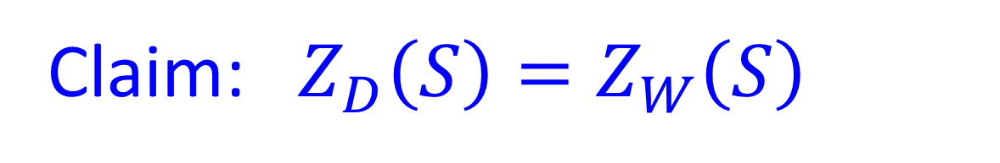 Claim: $Z_D(S) = Z_W(S)$